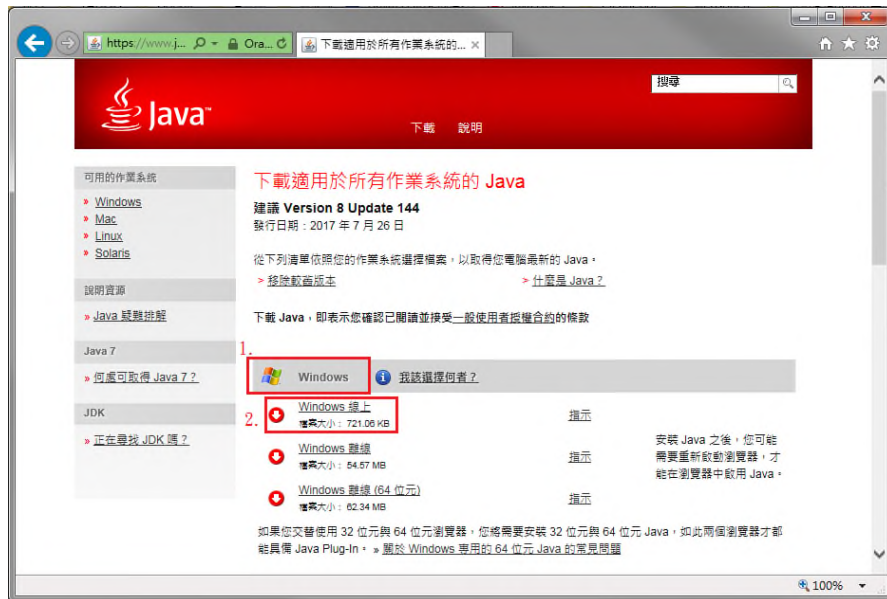 https://www.j...
Ora...
下載適用於所有作業系統的...
搜尋
Java™
下載 說明
可用的作業系統
» Windows
» Mac
» Linux
» Solaris
說明資源
» Java 疑難排解
Java 7
» 何處可取得 Java 7？
JDK
» 正在尋找 JDK 嗎？
下載適用於所有作業系統的 Java
建議 Version 8 Update 144
發行日期：2017 年 7 月 26 日
從下列清單依照您的作業系統選擇檔案，以取得您電腦最新的 Java。
> 移除較舊版本
> 什麼是 Java？
下載 Java，即表示您確認已閱讀並接受一般使用者授權合約的條款
1.
Windows
我該選擇何者？
2.
Windows 線上
檔案大小： 721.06 KB
指示
Windows 離線
檔案大小： 54.57 MB
指示
Windows 離線 (64 位元)
檔案大小： 62.34 MB
指示
安裝 Java 之後，您可能
需要重新啟動瀏覽器，才
能在瀏覽器中啟用 Java。
如果您交替使用 32 位元與 64 位元瀏覽器，您將需要安裝 32 位元與 64 位元 Java，如此兩個瀏覽器才都
能具備 Java Plug-In。 » 關於 Windows 專用的 64 位元 Java 的常見問題
100%